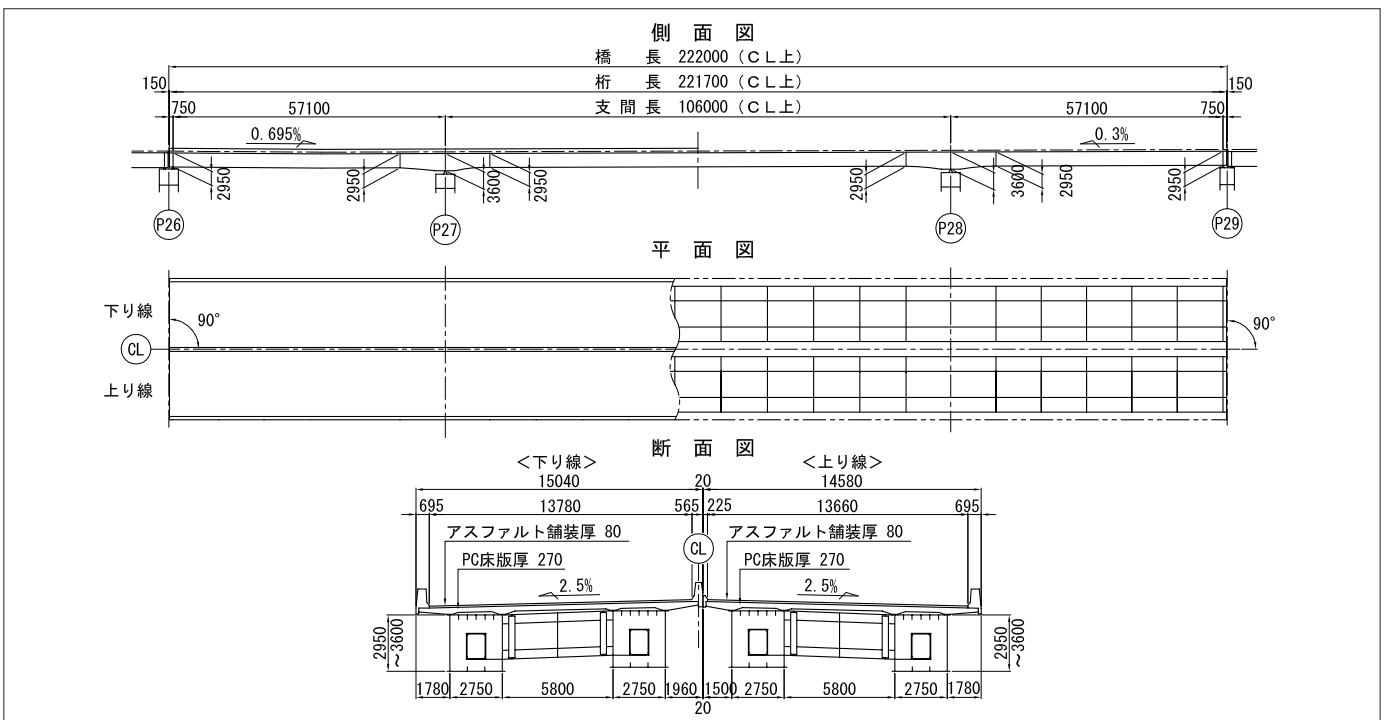 側面図
橋長 222000（ＣＬ上）
150 桁長 221700（ＣＬ上） 150
750 57100 支間長 106000（ＣＬ上） 57100 750
0.695% 0.3%
2950 2950 3600 2950 2950 3600 2950 2950
P26 P27 P28 P29
平面図
下り線
90° 90°
CL
上り線
断面図
＜下り線＞ ＜上り線＞
15040 20 14580
695 13780 565 225 13660 695
アスファルト舗装厚 80 アスファルト舗装厚 80
CL
PC床版厚 270 PC床版厚 270
2.5% 2.5%
2950～3600 2950～3600
1780 2750 5800 2750 1960 1500 2750 5800 2750 1780
20